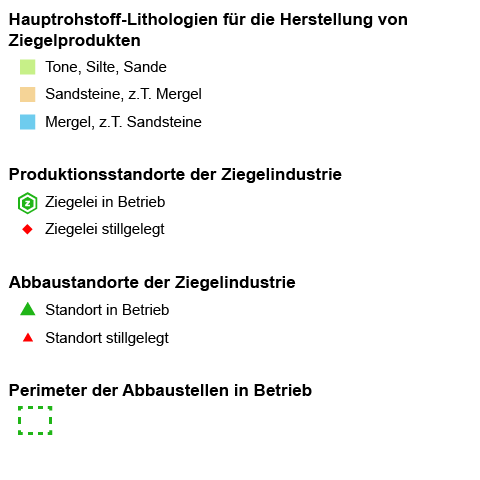 Hauptrohstoff-Lithologien für die Herstellung von
Ziegelprodukten
Tone, Silte, Sande
Sandsteine, z.T. Mergel
Mergel, z.T. Sandsteine
Produktionsstandorte der Ziegelindustrie
Z
Ziegelei in Betrieb
Ziegelei stillgelegt
Abbaustandorte der Ziegelindustrie
Standort in Betrieb
Standort stillgelegt
Perimeter der Abbaustellen in Betrieb